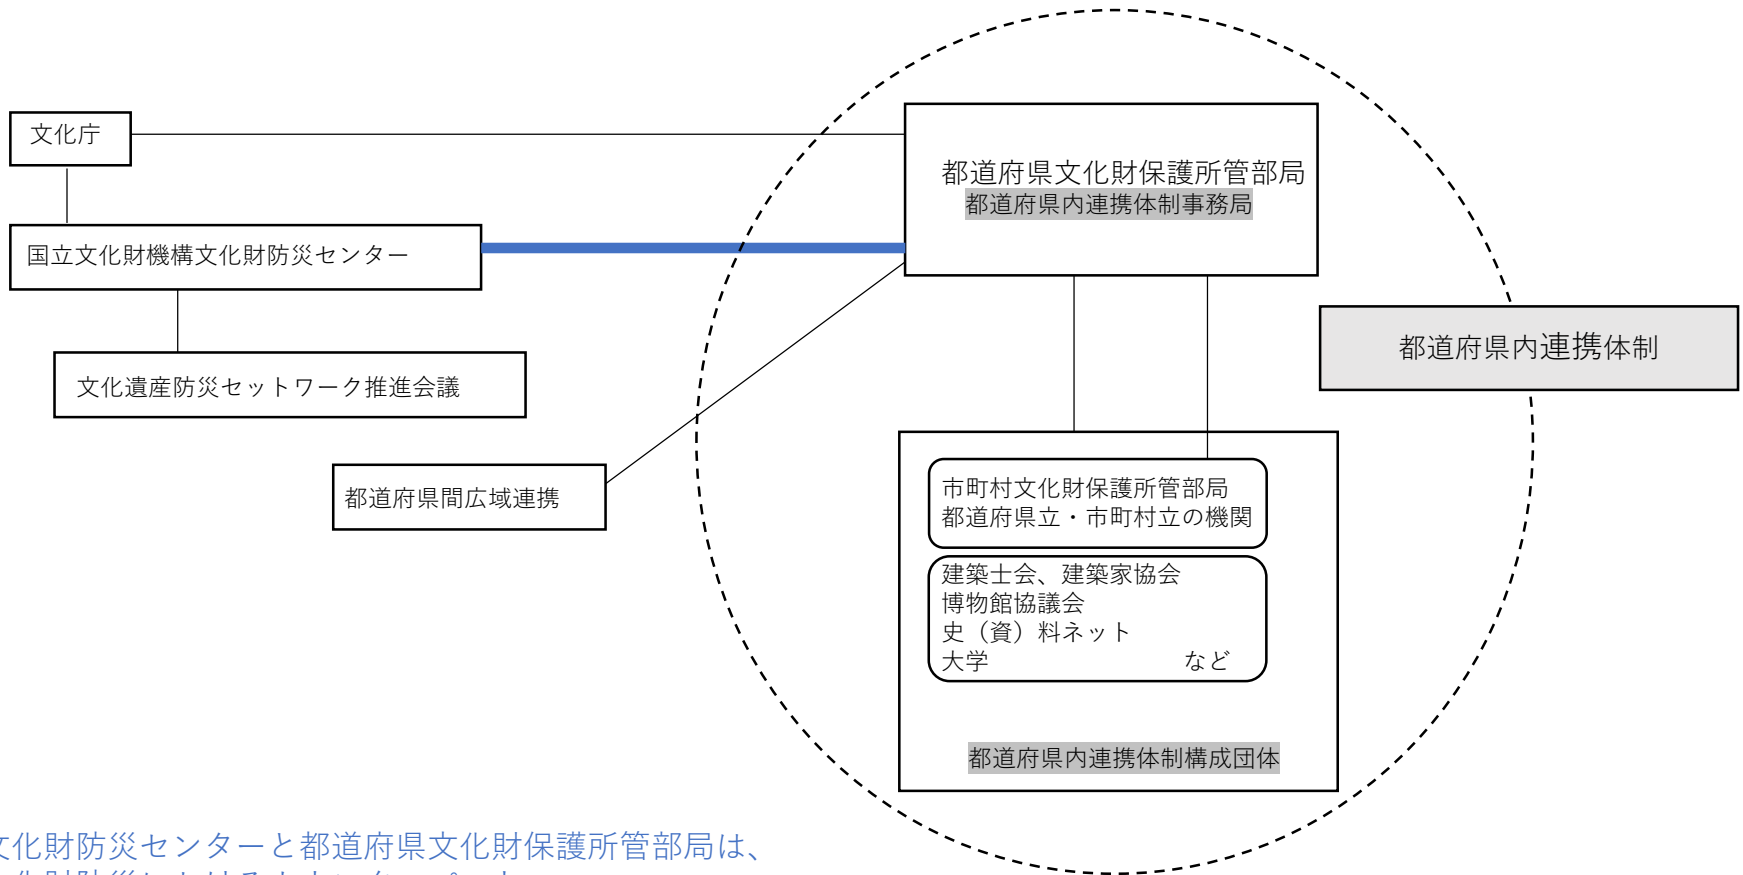 文化庁
都道府県文化財保護所管部局
都道府県内連携体制事務局
国立文化財機構文化財防災センター
都道府県内連携体制
文化遺産防災セットワーク推進会議
都道府県間広域連携
市町村文化財保護所管部局
都道府県立・市町村立の機関
建築士会、建築家協会
博物館協議会
史（資）料ネット
大学 など
都道府県内連携体制構成団体
文化財防災センターと都道府県文化財保護所管部局は、